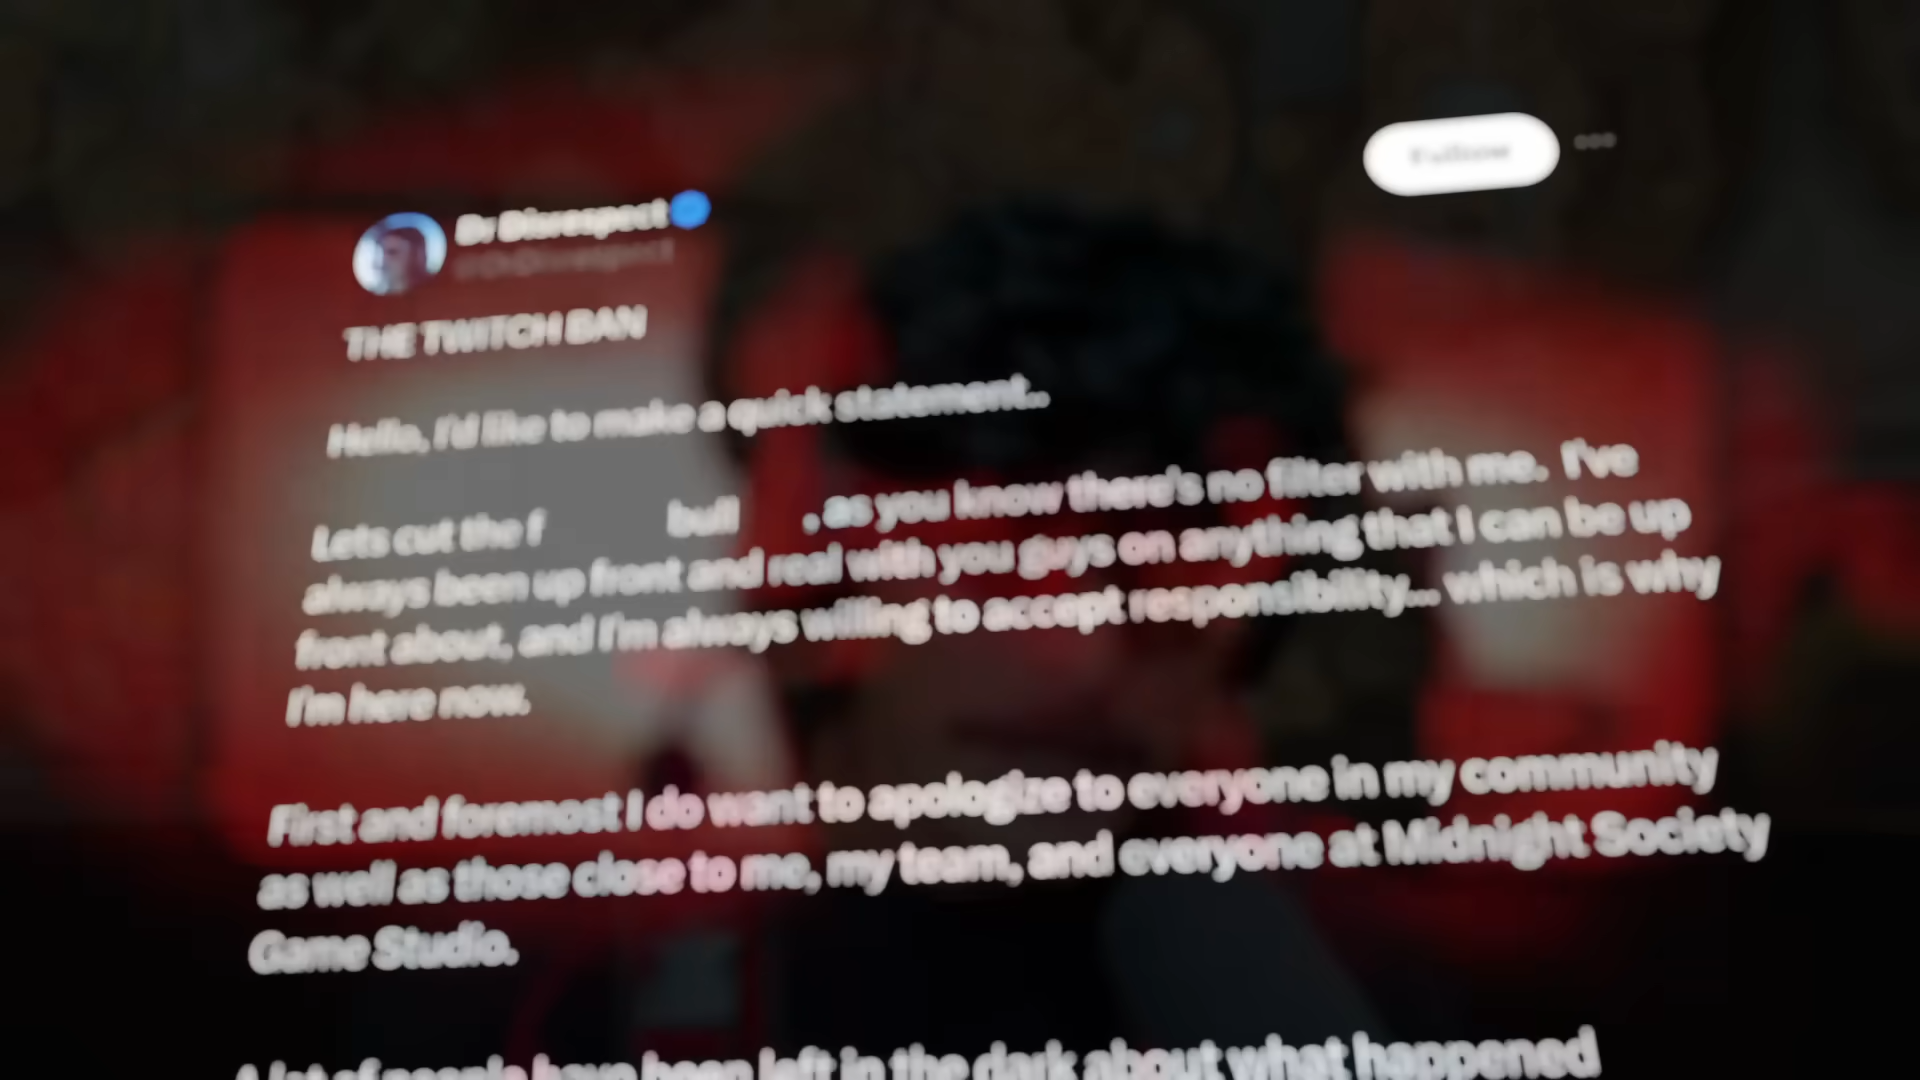 Follow
Dr Disrespect
@DrDisrespect
THE TWITCH BAN
Hello, I'd like to make a quick statement..
Lets cut the f bull , as you know there's no filter with me. I've
always been up front and real with you guys on anything that I can be up
front about, and I'm always willing to accept responsibility... which is why
I'm here now.
First and foremost I do want to apologize to everyone in my community
as well as those close to me, my team, and everyone at Midnight Society
Game Studio.
A lot of people have been left in the dark about what happened